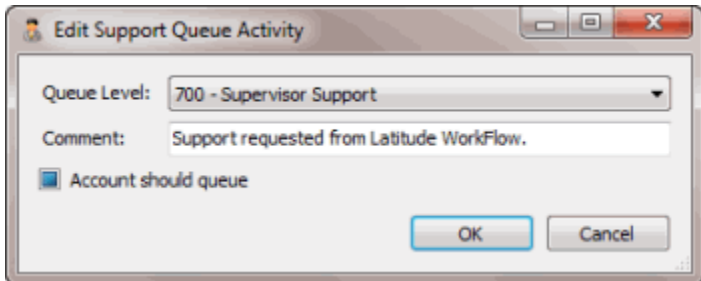 Edit Support Queue Activity
Queue Level: 700 - Supervisor Support
Comment: Support requested from Latitude WorkFlow.
Account should queue
OK Cancel